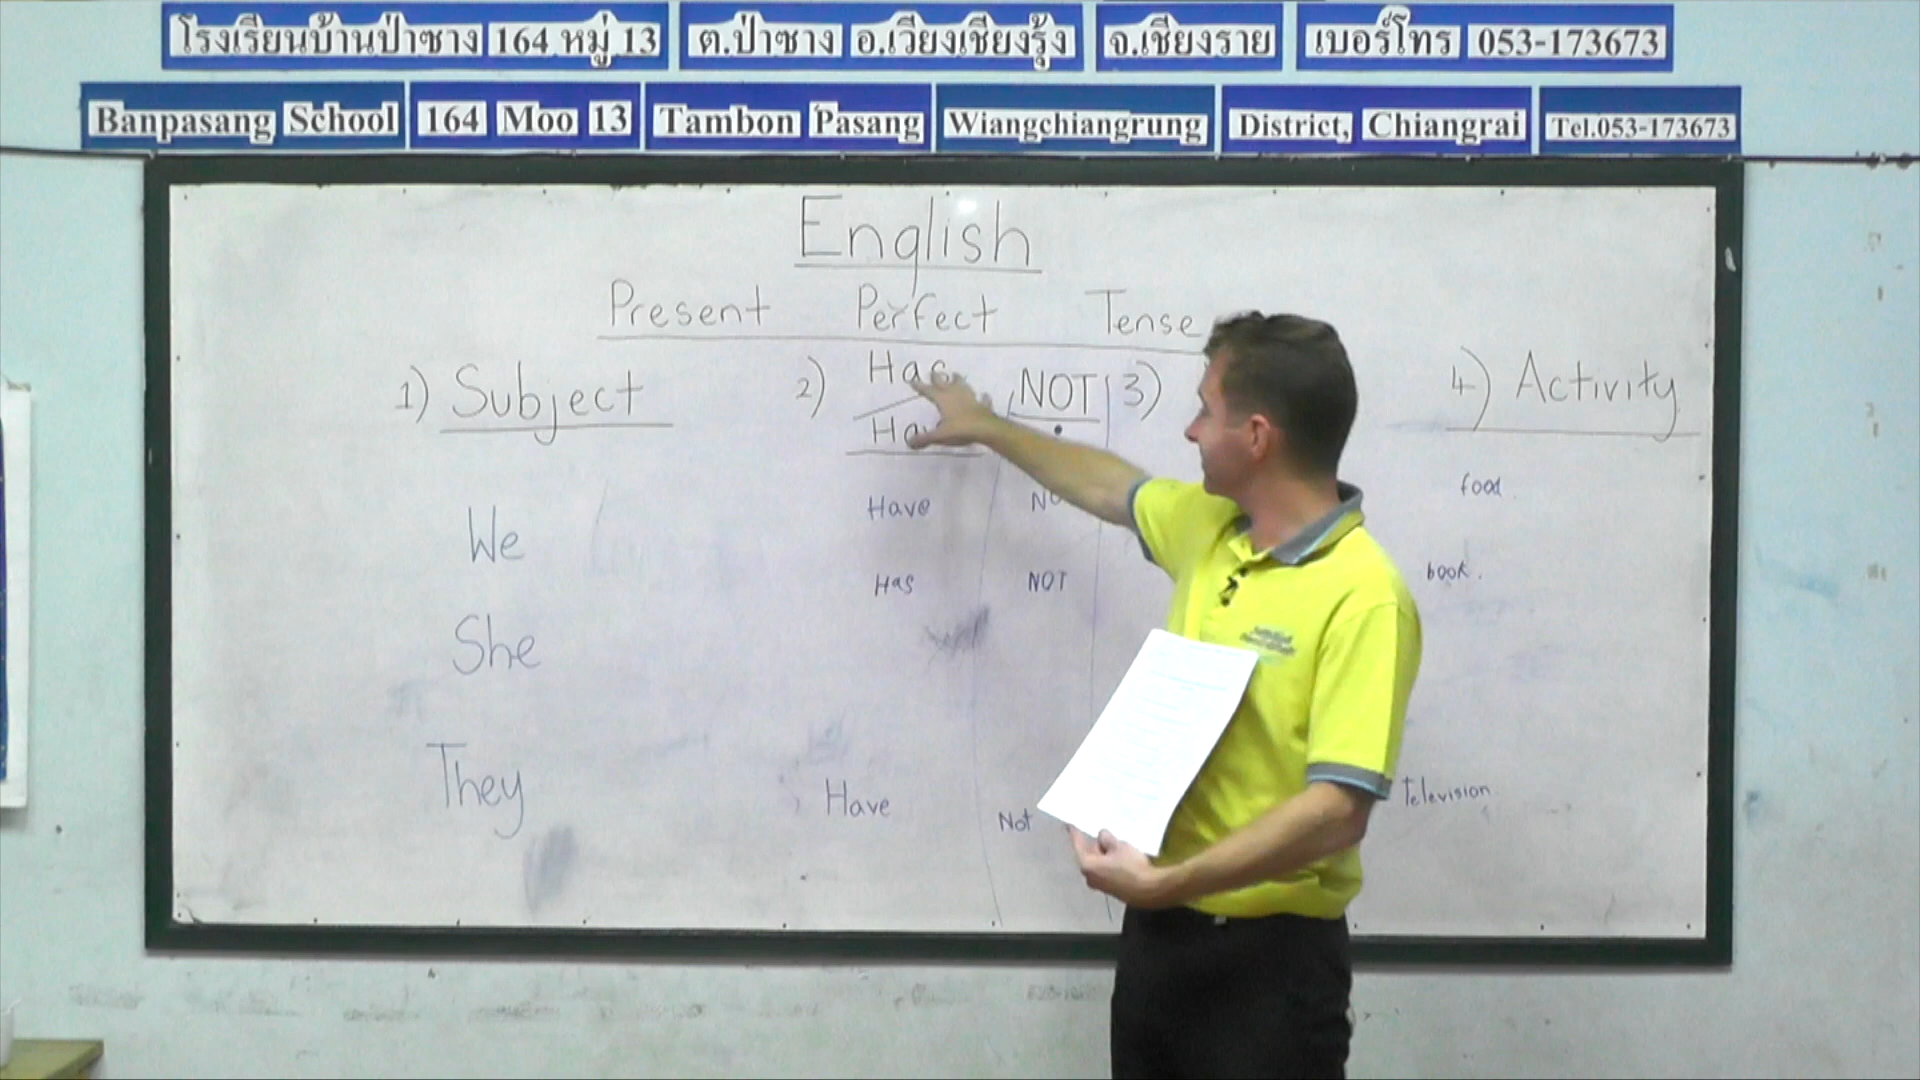 โรงเรียนบ้านป่าซาง 164 หมู่ 13 ต.ป่าซาง อ.เวียงเชียงรุ้ง จ.เชียงราย เบอร์โทร 053-173673
Banpasang School 164 Moo 13 Tambon Pasang Wiangchiangrung District, Chiangrai Tel.053-173673
English
Present Perfect Tense
1) Subject 2) Has NOT 3) 4) Activity
We Have food
She Has NOT book.
They Have Not Television